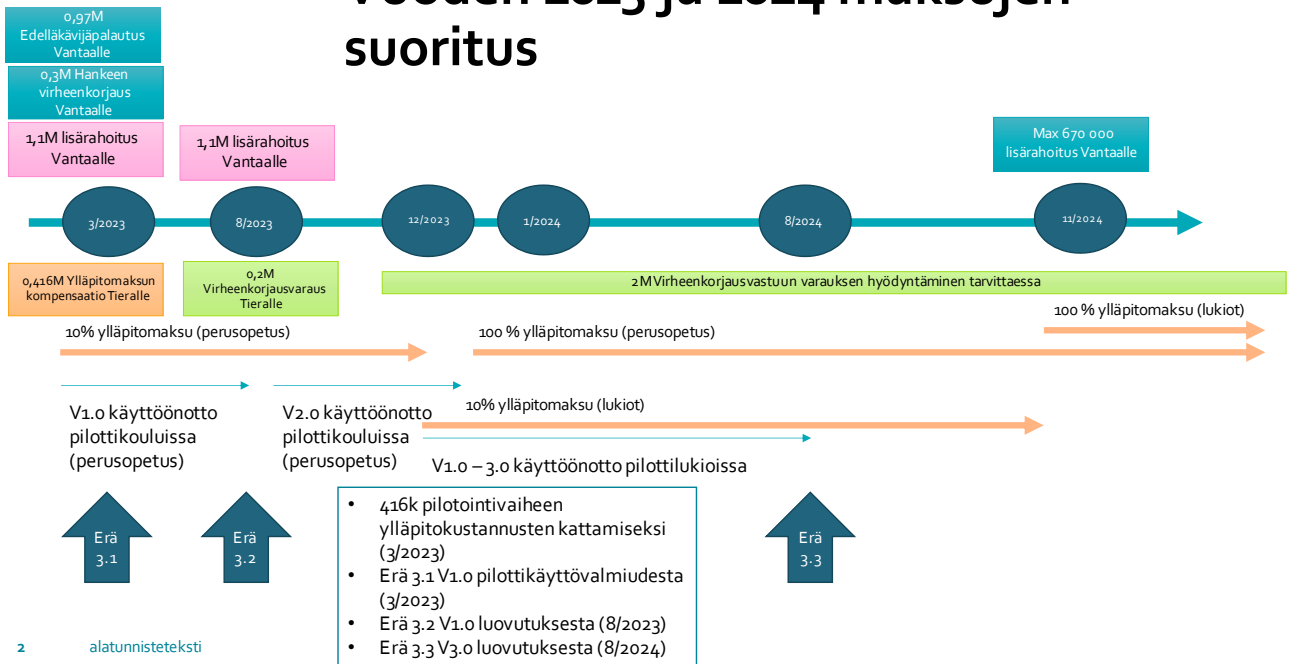 Vuoden 2023 ja 2024 maksujen
suoritus
0,97M
Edelläkävijäpalautus
Vantaalle
0,3M Hankeen
virheenkorjaus
Vantaalle
1,1M lisärahoitus
Vantaalle
1,1M lisärahoitus
Vantaalle
Max 670 000
lisärahoitus Vantaalle
3/2023
8/2023
12/2023
1/2024
8/2024
11/2024
0,416M Ylläpitomaksun
kompensaatio Tieralle
0,2M
Virheenkorjausvaraus
Tieralle
2M Virheenkorjausvastuun varauksen hyödyntäminen tarvittaessa
10% ylläpitomaksu (perusopetus)
100 % ylläpitomaksu (perusopetus)
100 % ylläpitomaksu (lukiot)
V1.0 käyttöönotto
pilottikouluissa
(perusopetus)
V2.0 käyttöönotto
pilottikouluissa
(perusopetus)
10% ylläpitomaksu (lukiot)
V1.0 – 3.0 käyttöönotto pilottilukioissa
Erä
3.1
Erä
3.2
• 416k pilotointivaiheen
ylläpitokustannusten kattamiseksi
(3/2023)
• Erä 3.1 V1.0 pilottikäyttövalmiudesta
(3/2023)
• Erä 3.2 V1.0 luovutuksesta (8/2023)
• Erä 3.3 V3.0 luovutuksesta (8/2024)
Erä
3.3
2 alatunnisteteksti